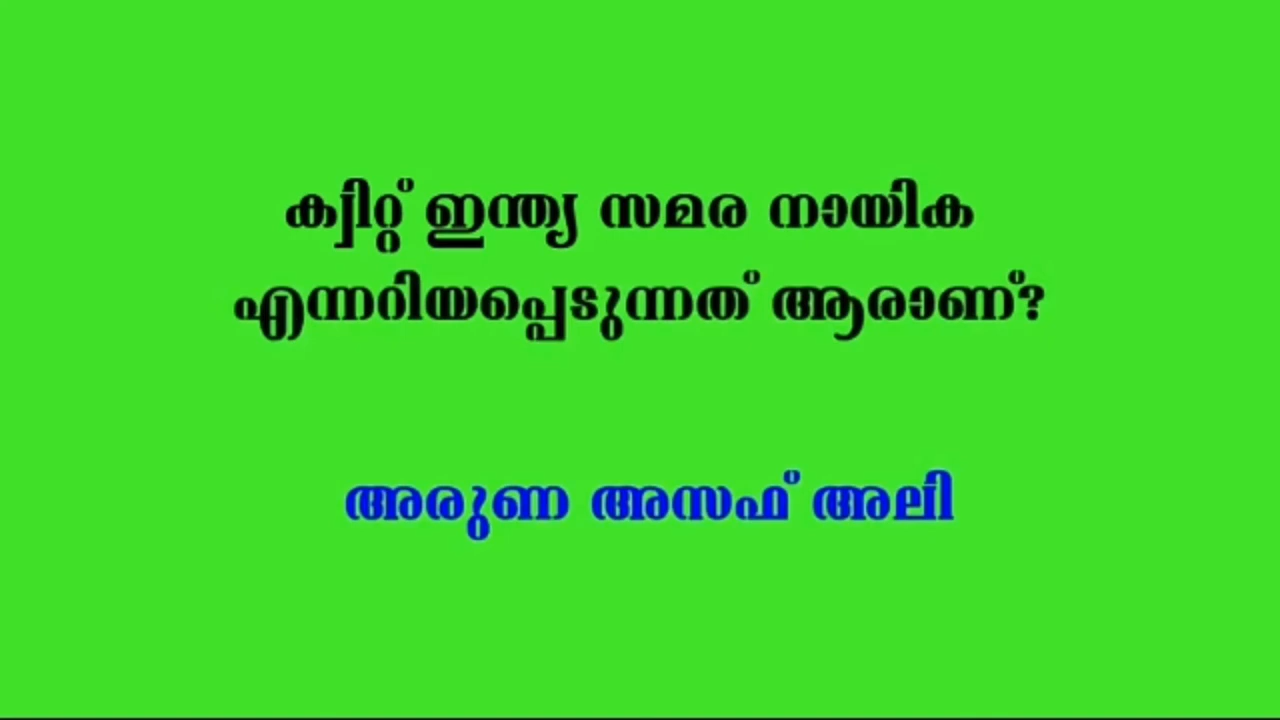 ക്വിറ്റ് ഇന്ത്യ സമര നായിക
എന്നറിയപ്പെടുന്നത് ആരാണ്?
അരുണ അസഫ് അലി